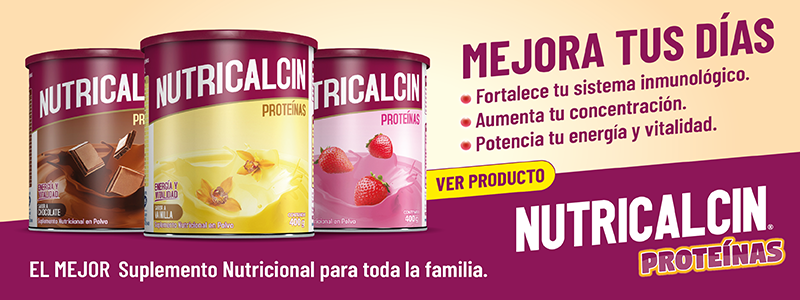 NUTRICAL
PR
ENERGÍA Y
VITALIDAD
SABOR A
CHOCOLATE
Suplemento Nutricional en Polvo
NUTRICALCIN
PROTEÍNAS
ENERGÍA Y
VITALIDAD
SABOR A
VAINILLA
Suplemento Nutricional en Polvo
400g
TRICALCIN
PROTEÍNAS
400g
Nutricional en Polvo
MEJORA TUS DÍAS
• Fortalece tu sistema inmunológico.
• Aumenta tu concentración.
• Potencia tu energía y vitalidad.
VER PRODUCTO
NUTRICALCIN®
PROTEÍNAS
EL MEJOR Suplemento Nutricional para toda la familia.